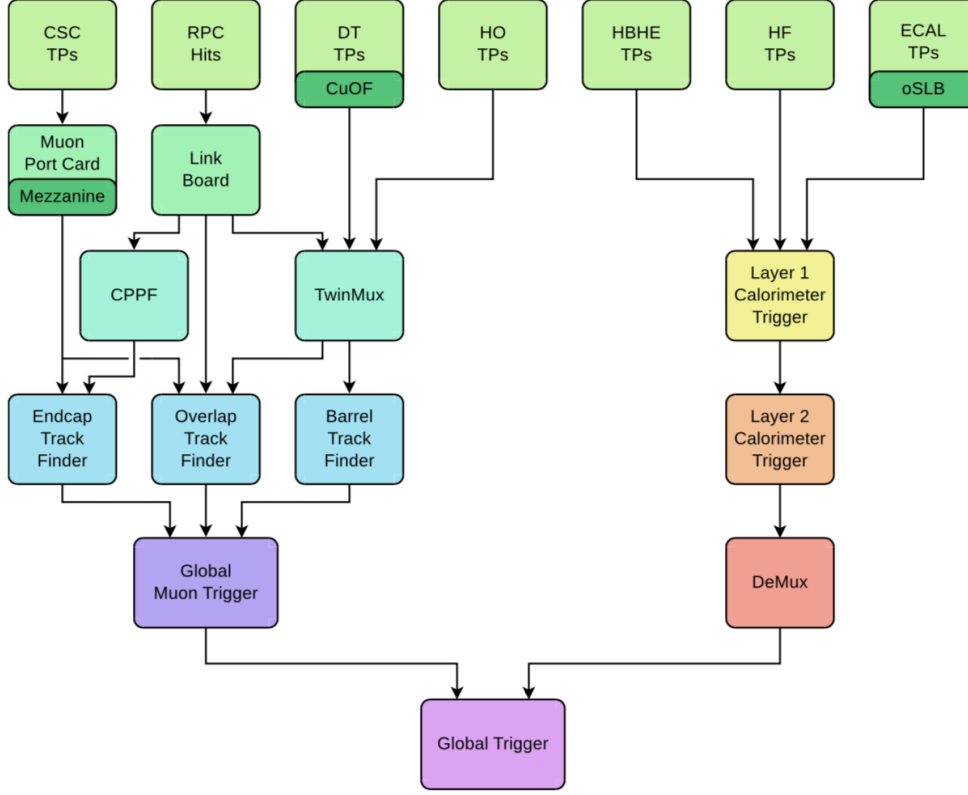 CSC
TPs
RPC
Hits
DT
TPs
CuOF
HO
TPs
HBHE
TPs
HF
TPs
ECAL
TPs
oSLB
Muon
Port Card
Mezzanine
Link
Board
CPPF
TwinMux
Layer 1
Calorimeter
Trigger
Endcap
Track
Finder
Overlap
Track
Finder
Barrel
Track
Finder
Layer 2
Calorimeter
Trigger
Global
Muon Trigger
DeMux
Global Trigger